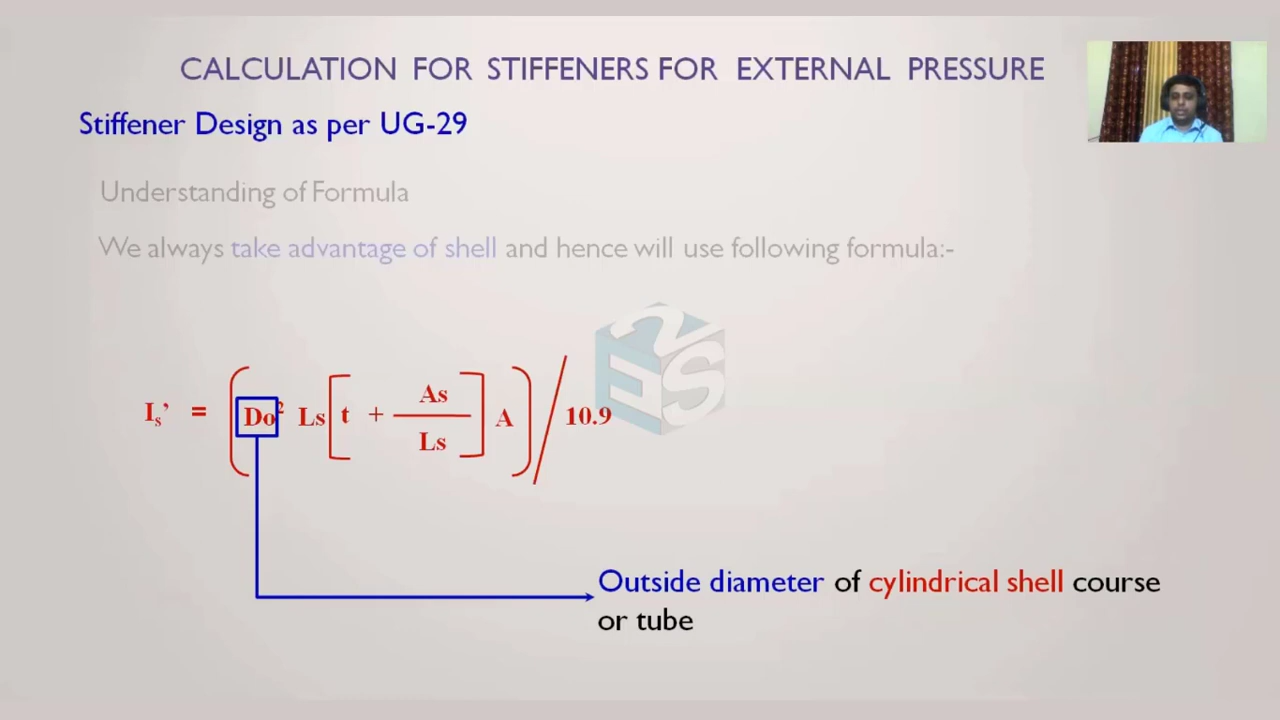 CALCULATION FOR STIFFENERS FOR EXTERNAL PRESSURE
Stiffener Design as per UG-29
Understanding of Formula
We always take advantage of shell and hence will use following formula:-
Is’ = ( Do² Ls [ t + As / Ls ] A ) / 10.9
Outside diameter of cylindrical shell course
or tube